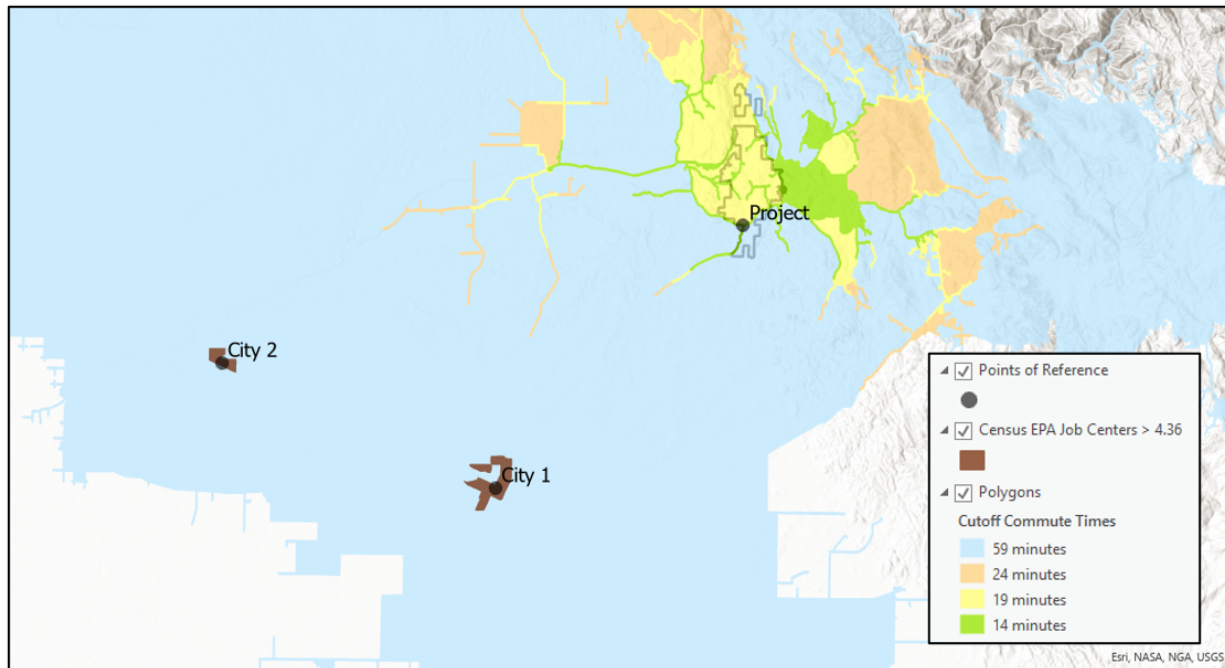 Project
City 2
City 1
Points of Reference
Census EPA Job Centers > 4.36
Polygons
Cutoff Commute Times
59 minutes
24 minutes
19 minutes
14 minutes
Esri, NASA, NGA, USGS